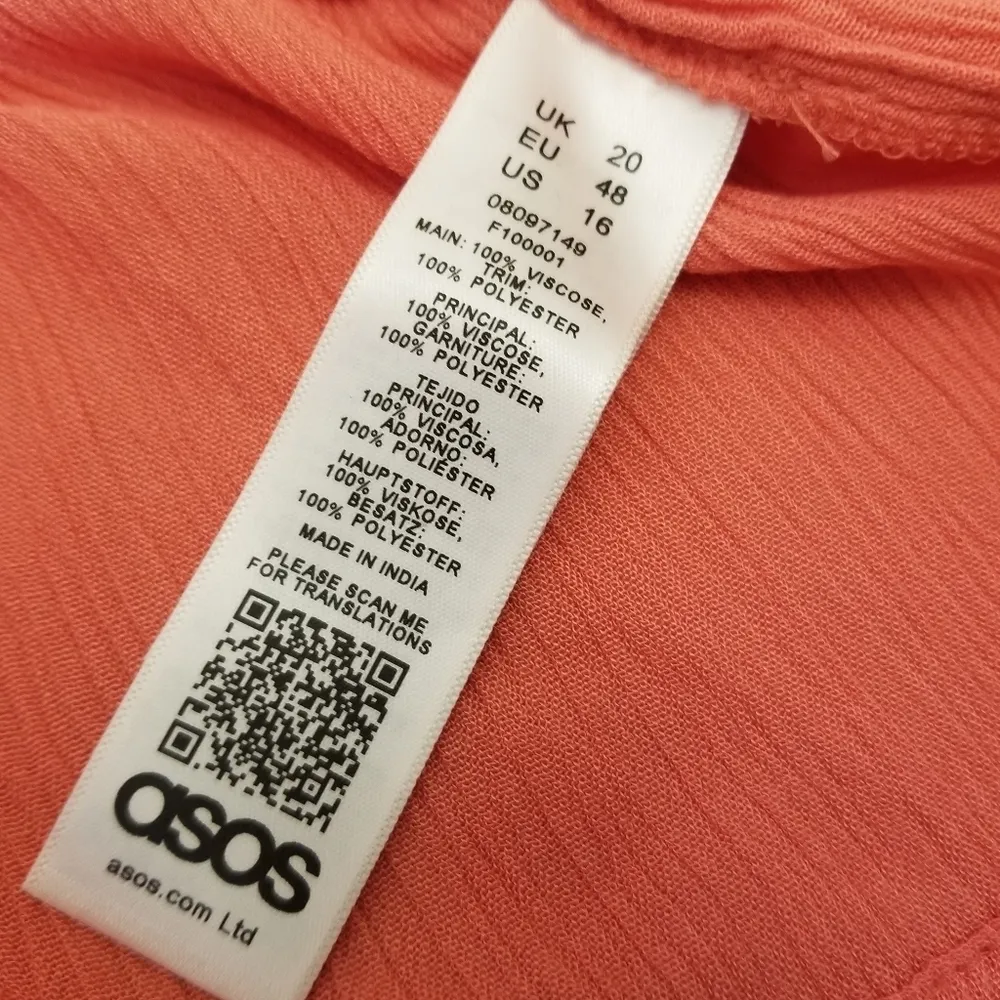 UK 20
EU 48
US 16
08097149
F100001
MAIN: 100% VISCOSE,
TRIM:
100% POLYESTER
PRINCIPAL:
100% VISCOSE,
GARNITURE:
100% POLYESTER
TEJIDO
PRINCIPAL:
100% VISCOSA,
ADORNO:
100% POLIÉSTER
HAUPTSTOFF:
100% VISKOSE,
BESATZ:
100% POLYESTER
MADE IN INDIA
PLEASE SCAN ME
FOR TRANSLATIONS
asos
asos.com Ltd